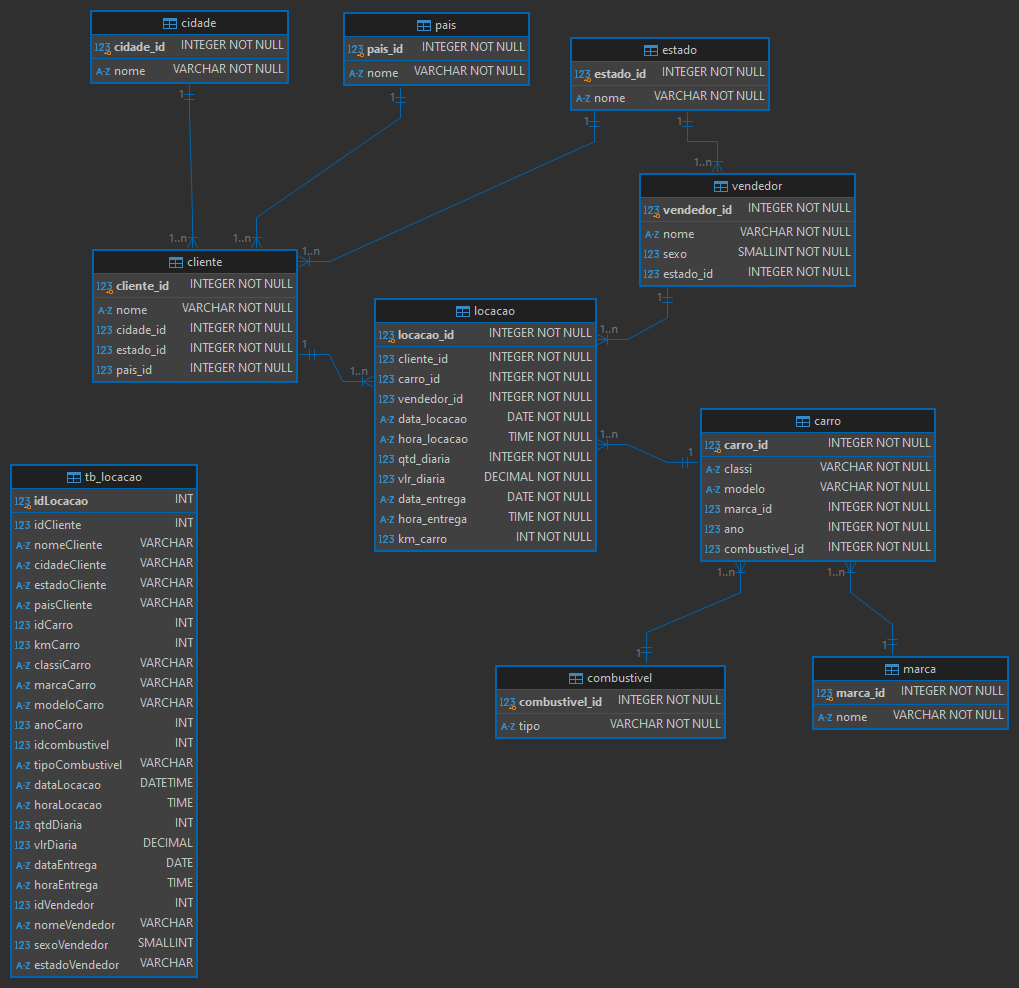 cidade
123 cidade_id INTEGER NOT NULL
A-Z nome VARCHAR NOT NULL
pais
123 pais_id INTEGER NOT NULL
A-Z nome VARCHAR NOT NULL
estado
123 estado_id INTEGER NOT NULL
A-Z nome VARCHAR NOT NULL
1
1
1
1
1..n
vendedor
123 vendedor_id INTEGER NOT NULL
A-Z nome VARCHAR NOT NULL
123 sexo SMALLINT NOT NULL
123 estado_id INTEGER NOT NULL
1..n
1..n
1..n
cliente
123 cliente_id INTEGER NOT NULL
A-Z nome VARCHAR NOT NULL
123 cidade_id INTEGER NOT NULL
123 estado_id INTEGER NOT NULL
123 pais_id INTEGER NOT NULL
1
1..n
1
1..n
locacao
123 locacao_id INTEGER NOT NULL
123 cliente_id INTEGER NOT NULL
123 carro_id INTEGER NOT NULL
123 vendedor_id INTEGER NOT NULL
A-Z data_locacao DATE NOT NULL
A-Z hora_locacao TIME NOT NULL
123 qtd_diaria INTEGER NOT NULL
123 vlr_diaria DECIMAL NOT NULL
A-Z data_entrega DATE NOT NULL
A-Z hora_entrega TIME NOT NULL
123 km_carro INT NOT NULL
1..n
1
carro
123 carro_id INTEGER NOT NULL
A-Z classi VARCHAR NOT NULL
A-Z modelo VARCHAR NOT NULL
123 marca_id INTEGER NOT NULL
123 ano INTEGER NOT NULL
123 combustivel_id INTEGER NOT NULL
1..n
1..n
1
1
combustivel
123 combustivel_id INTEGER NOT NULL
A-Z tipo VARCHAR NOT NULL
marca
123 marca_id INTEGER NOT NULL
A-Z nome VARCHAR NOT NULL
tb_locacao
123 idLocacao INT
123 idCliente INT
A-Z nomeCliente VARCHAR
A-Z cidadeCliente VARCHAR
A-Z estadoCliente VARCHAR
A-Z paisCliente VARCHAR
123 idCarro INT
123 kmCarro INT
A-Z classiCarro VARCHAR
A-Z marcaCarro VARCHAR
A-Z modeloCarro VARCHAR
123 anoCarro INT
123 idcombustivel INT
A-Z tipoCombustivel VARCHAR
A-Z dataLocacao DATETIME
A-Z horaLocacao TIME
123 qtdDiaria INT
123 vlrDiaria DECIMAL
A-Z dataEntrega DATE
A-Z horaEntrega TIME
123 idVendedor INT
A-Z nomeVendedor VARCHAR
123 sexoVendedor SMALLINT
A-Z estadoVendedor VARCHAR